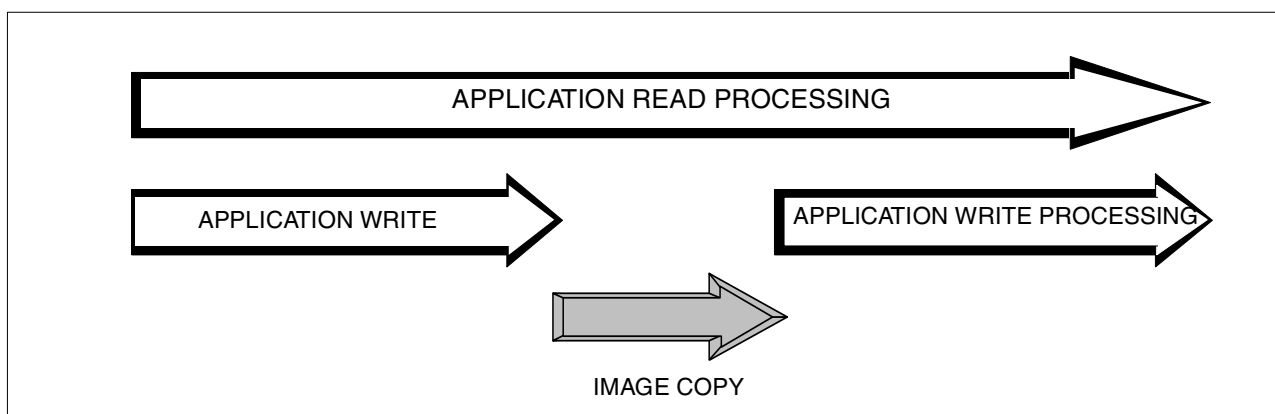 APPLICATION READ PROCESSING
APPLICATION WRITE
APPLICATION WRITE PROCESSING
IMAGE COPY